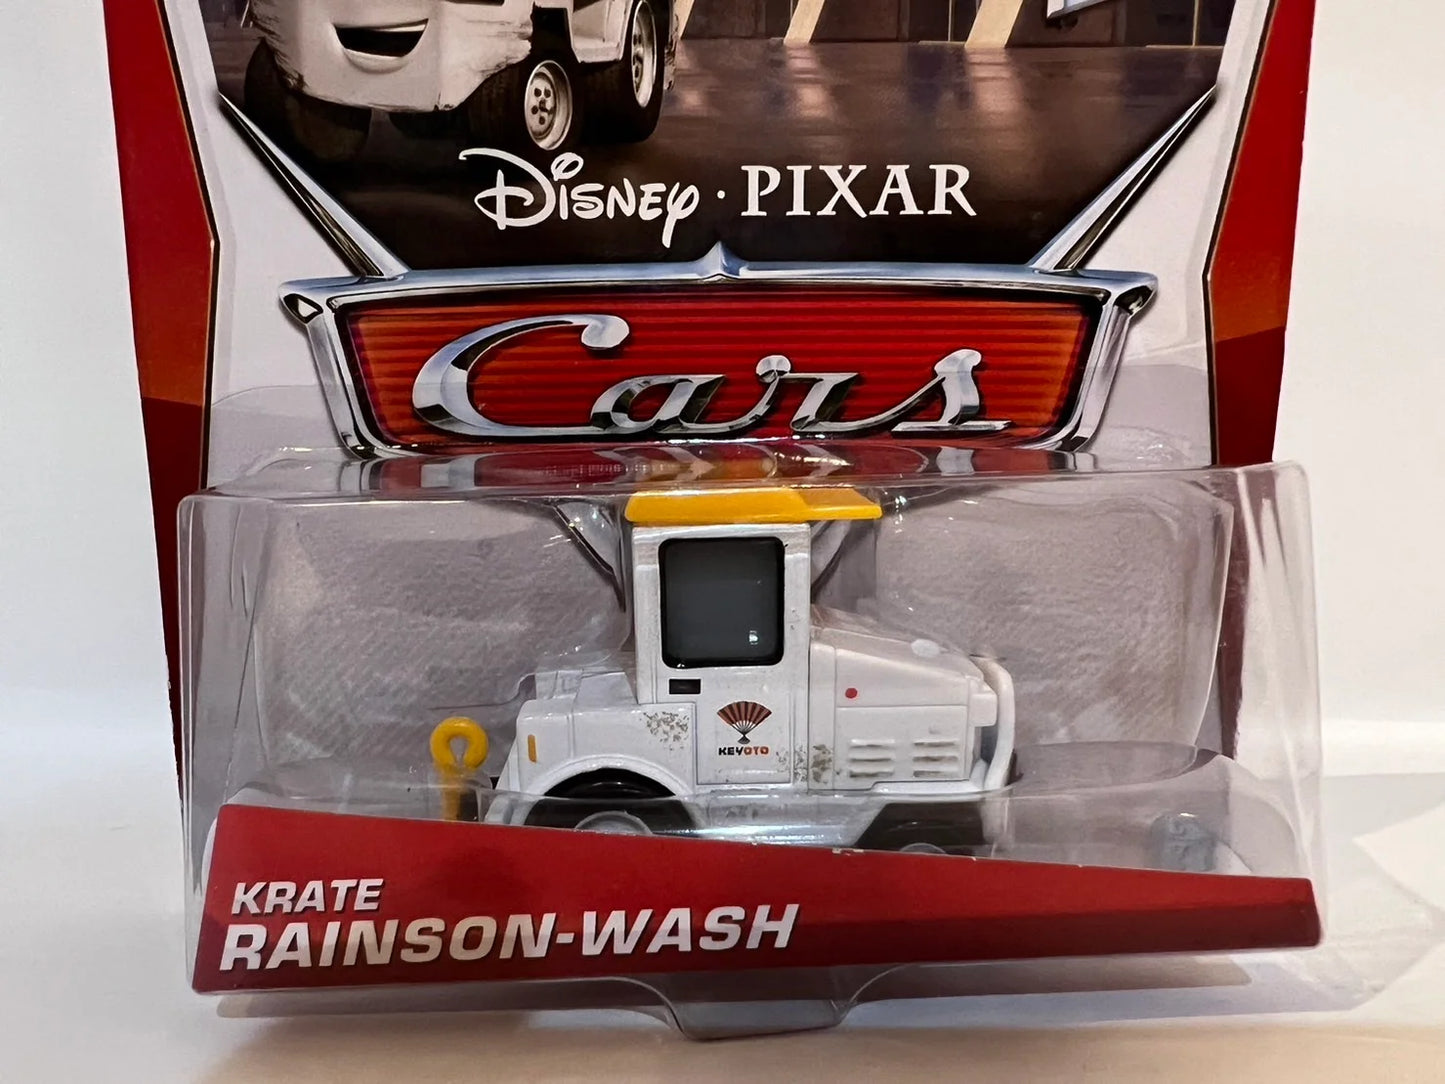 Disney · PIXAR
Cars
KEYOTO
KRATE
RAINSON-WASH